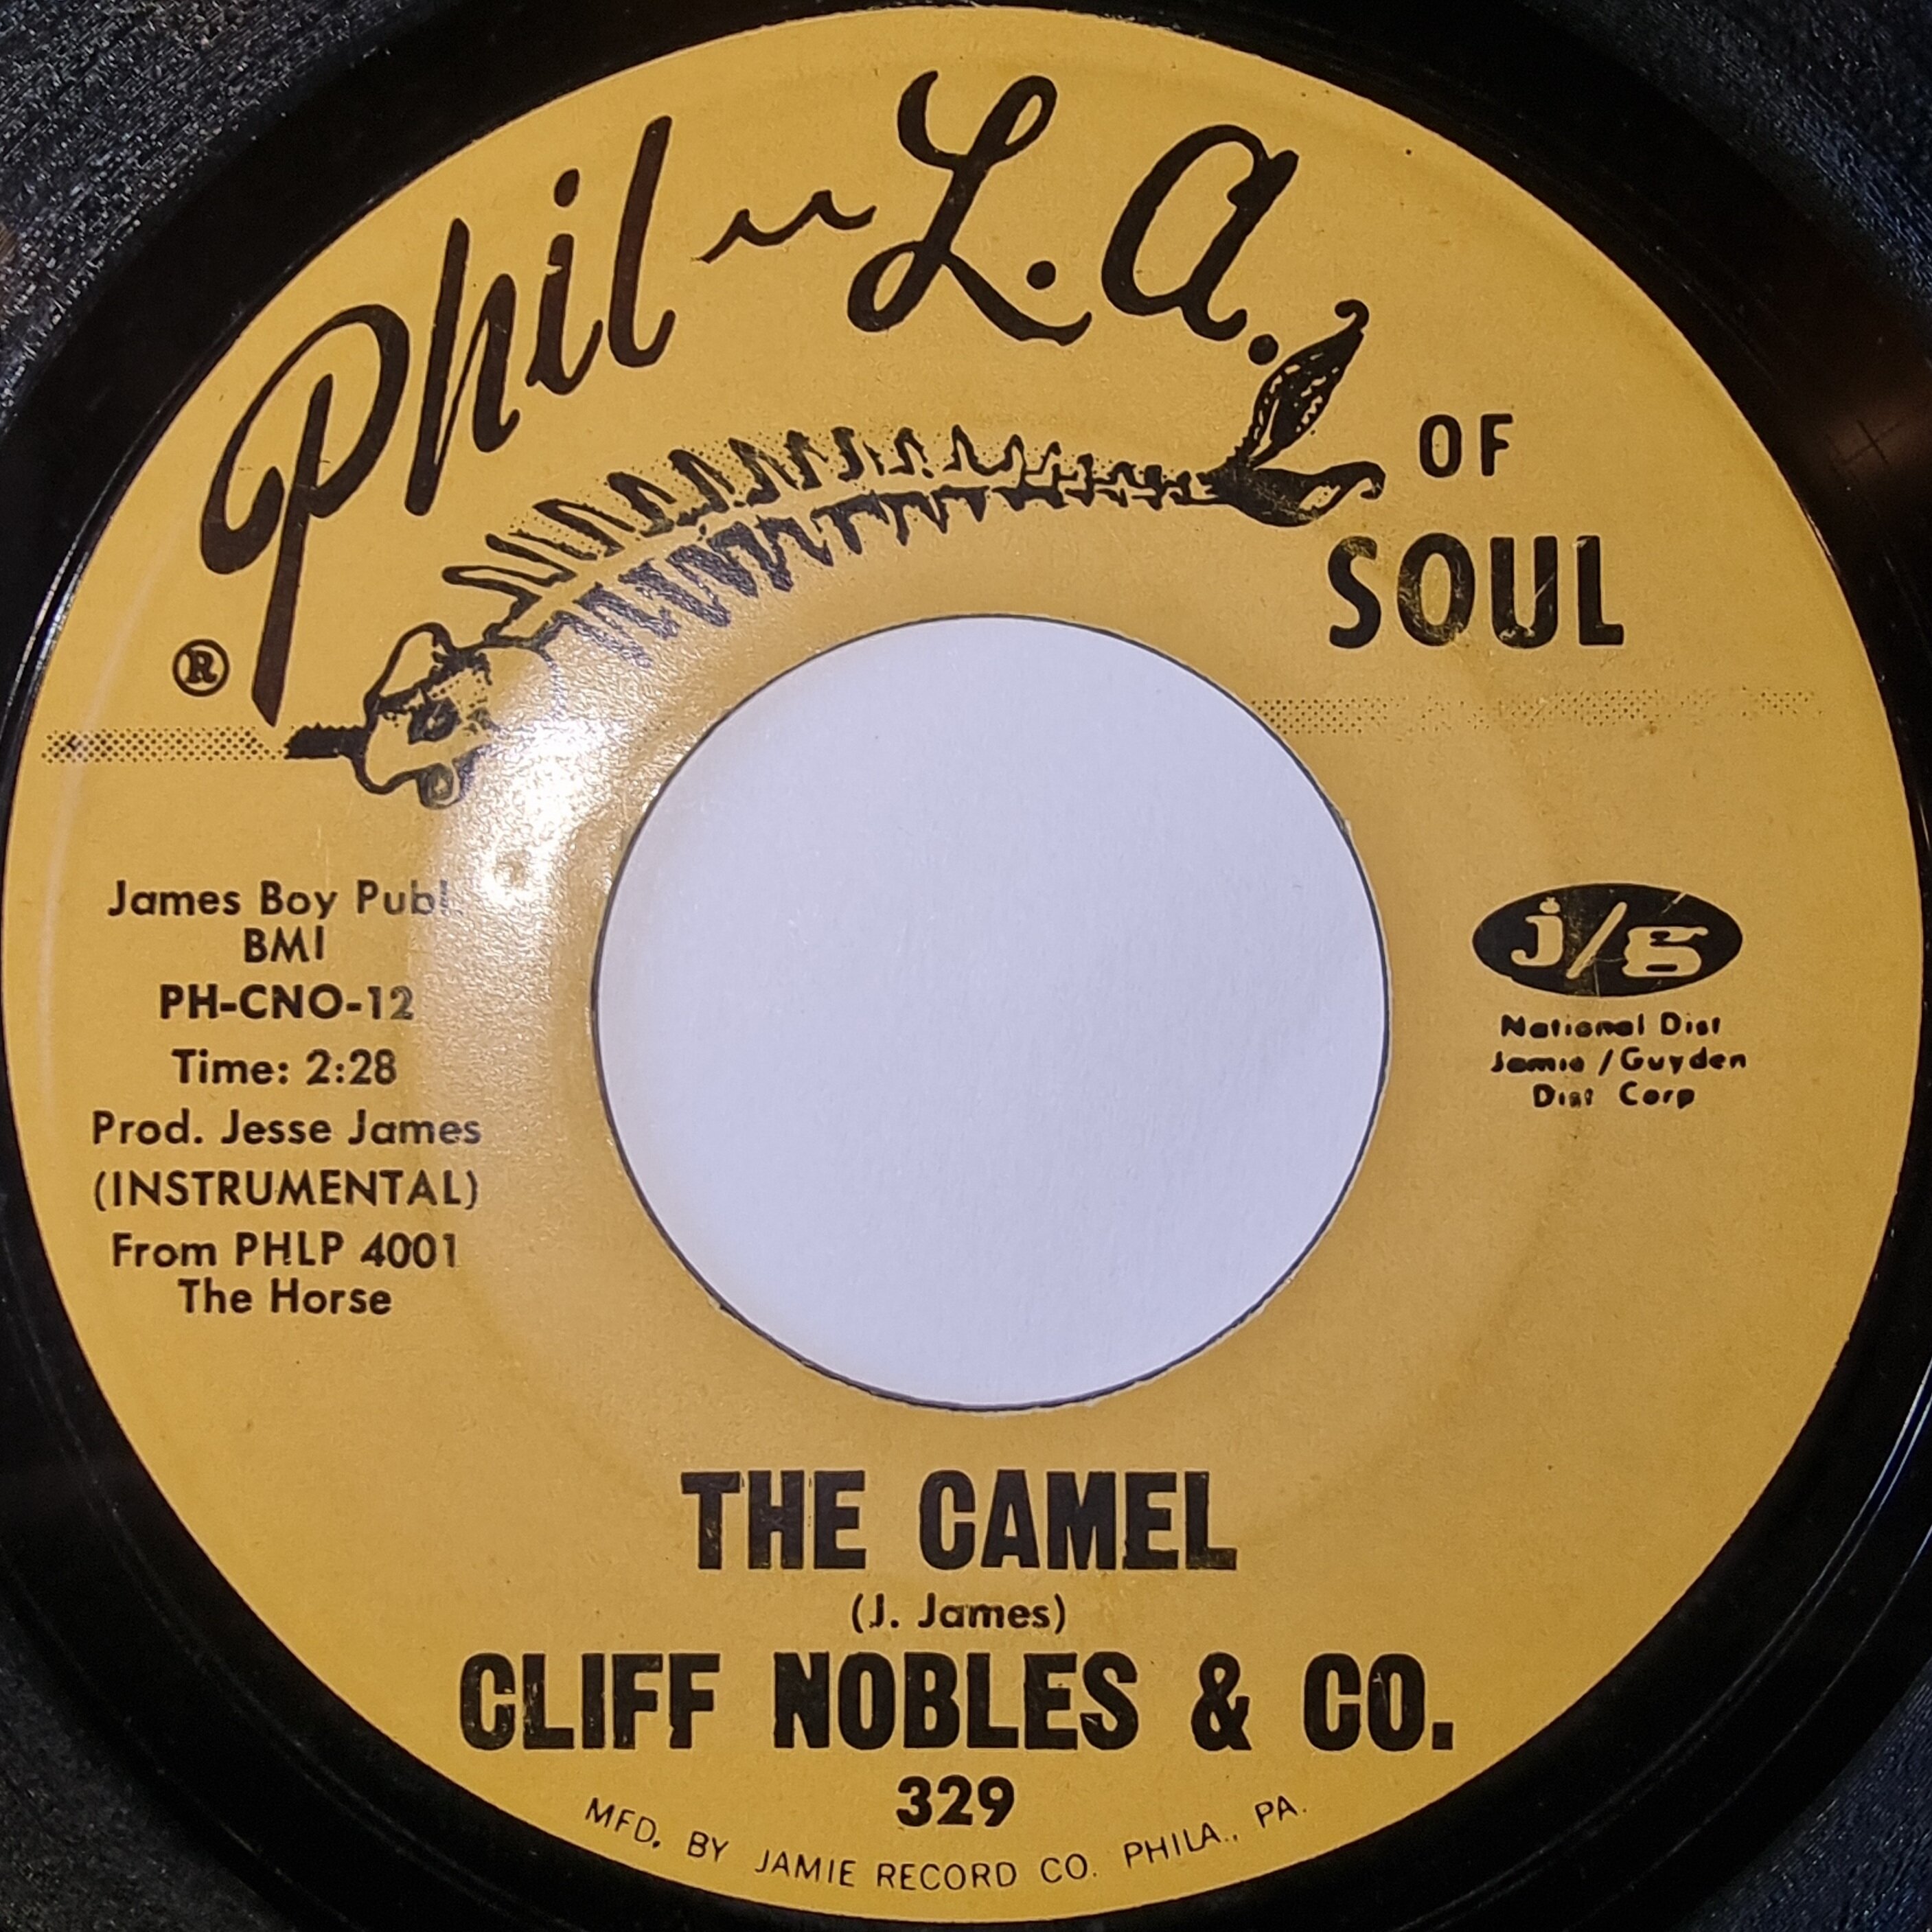 Phil - L.A.
OF
SOUL
®
James Boy Publ.
BMI
PH-CNO-12
Time: 2:28
Prod. Jesse James
(INSTRUMENTAL)
From PHLP 4001
The Horse
j/g
National Dist
Jamie / Guyden
Dist Corp
THE CAMEL
(J. James)
CLIFF NOBLES & CO.
329
MFD. BY JAMIE RECORD CO. PHILA., PA.